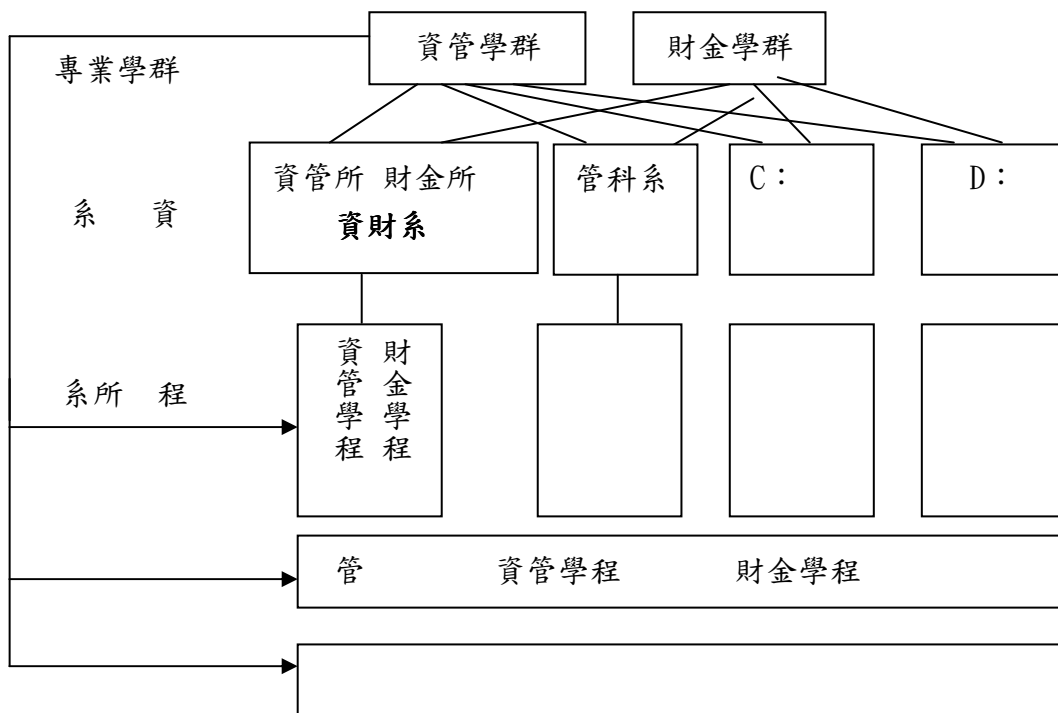 資管學群 財金學群
專業學群
資管所 財金所 管科系 C： D：
系 資 資財系
資管學程 財金學程
系所 程
管 資管學程 財金學程